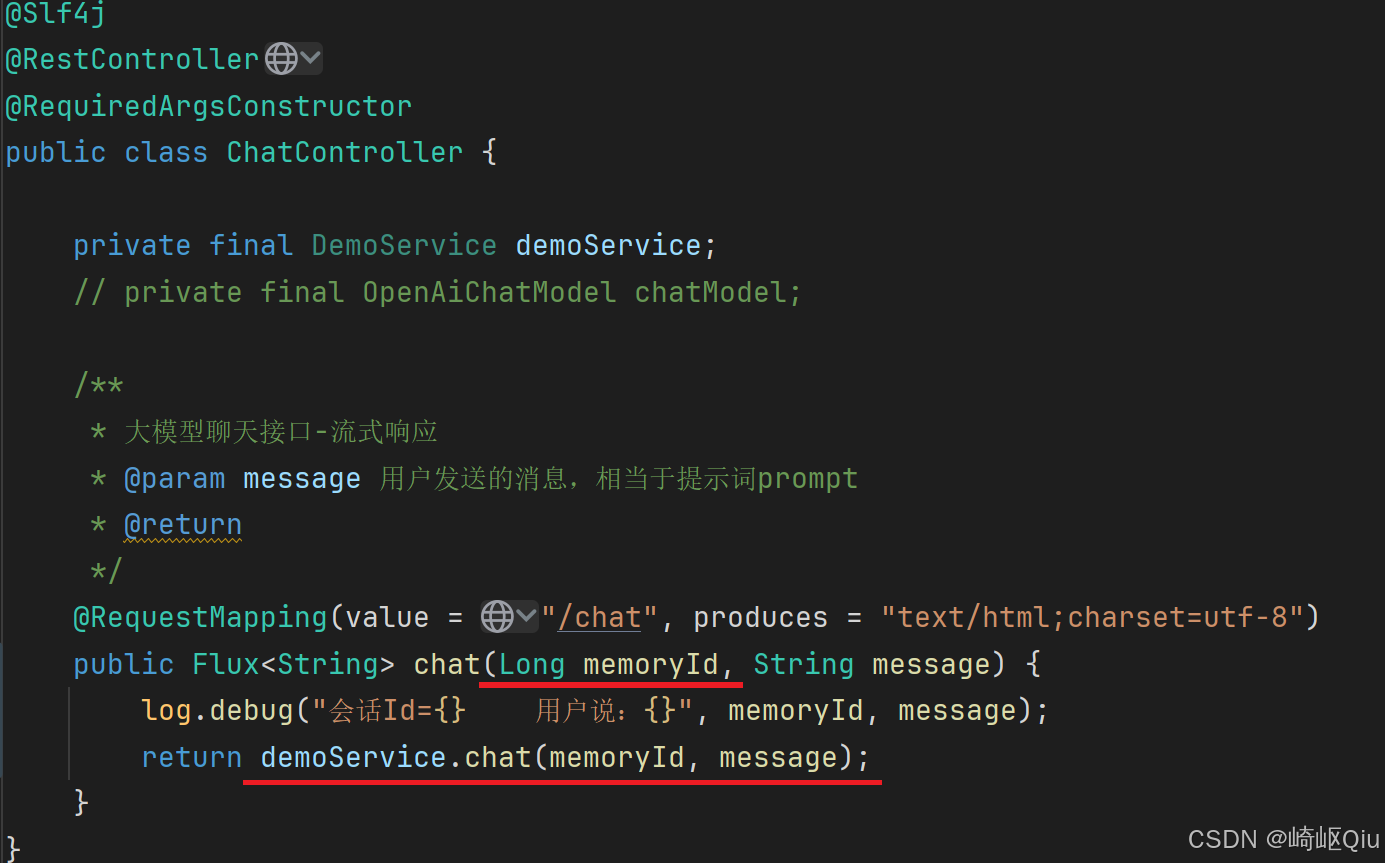 @Slf4j
@RestController
@RequiredArgsConstructor
public class ChatController {
private final DemoService demoService;
// private final OpenAiChatModel chatModel;
/**
* 大模型聊天接口-流式响应
* @param message 用户发送的消息，相当于提示词prompt
* @return
*/
@RequestMapping(value = "/chat", produces = "text/html;charset=utf-8")
public Flux<String> chat(Long memoryId, String message) {
log.debug("会话Id={}    用户说：{}", memoryId, message);
return demoService.chat(memoryId, message);
}
}
CSDN @崎岖Qiu